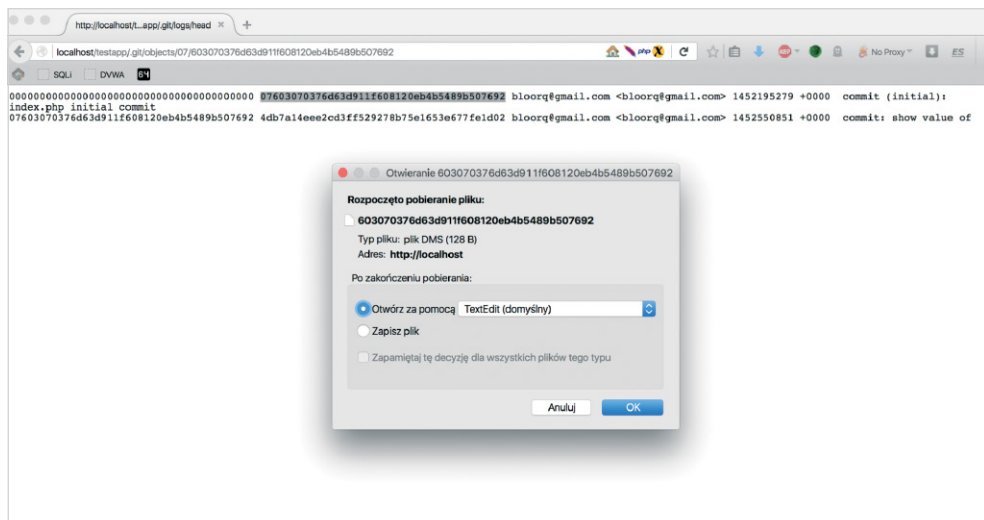 http://localhost/t...app/.git/logs/head
localhost/testapp/.git/objects/07/603070376d63d911f608120eb4b5489b507692
php
No Proxy
ES
SQLi DVWA 64
0000000000000000000000000000000000000000 07603070376d63d911f608120eb4b5489b507692 bloorq@gmail.com <bloorq@gmail.com> 1452195279 +0000 commit (initial):
index.php initial commit
07603070376d63d911f608120eb4b5489b507692 4db7a14eee2cd3ff529278b75e1653e677fe1d02 bloorq@gmail.com <bloorq@gmail.com> 1452550851 +0000 commit: show value of
Otwieranie 603070376d63d911f608120eb4b5489b507692
Rozpoczęto pobieranie pliku:
603070376d63d911f608120eb4b5489b507692
Typ pliku: plik DMS (128 B)
Adres: http://localhost
Po zakończeniu pobierania:
Otwórz za pomocą TextEdit (domyślny)
Zapisz plik
Zapamiętaj tę decyzję dla wszystkich plików tego typu
Anuluj OK